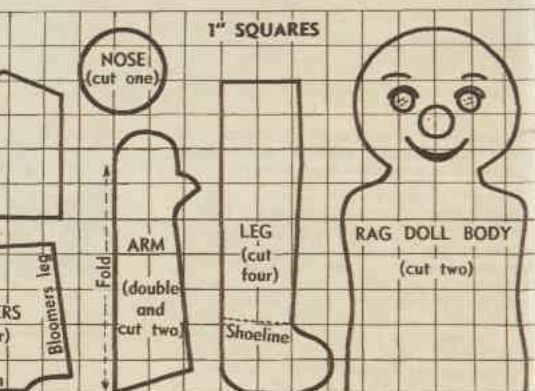 1" SQUARES
NOSE
(cut one)
ARM
(double
and
cut two)
Fold
LEG
(cut
four)
Shoeline
RAG DOLL BODY
(cut two)
Bloomers leg
ERS
r)